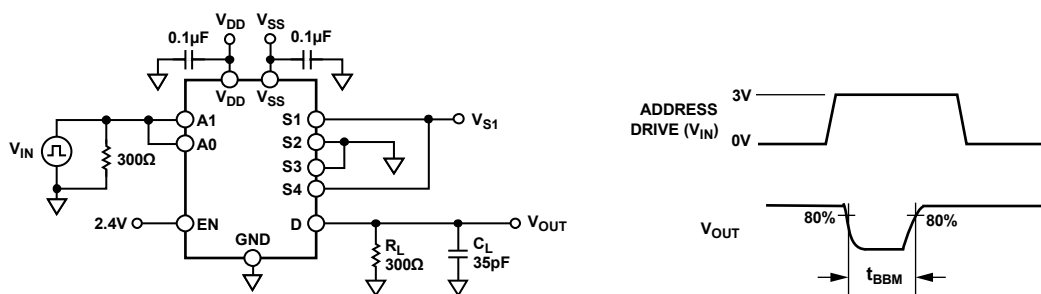 VDD
VSS
0.1µF
0.1µF
VDD
VSS
A1
A0
VIN
300Ω
S1
S2
S3
S4
VS1
2.4V
EN
D
VOUT
GND
RL
300Ω
CL
35pF
3V
ADDRESS
DRIVE (VIN)
0V
80%
80%
VOUT
tBBM